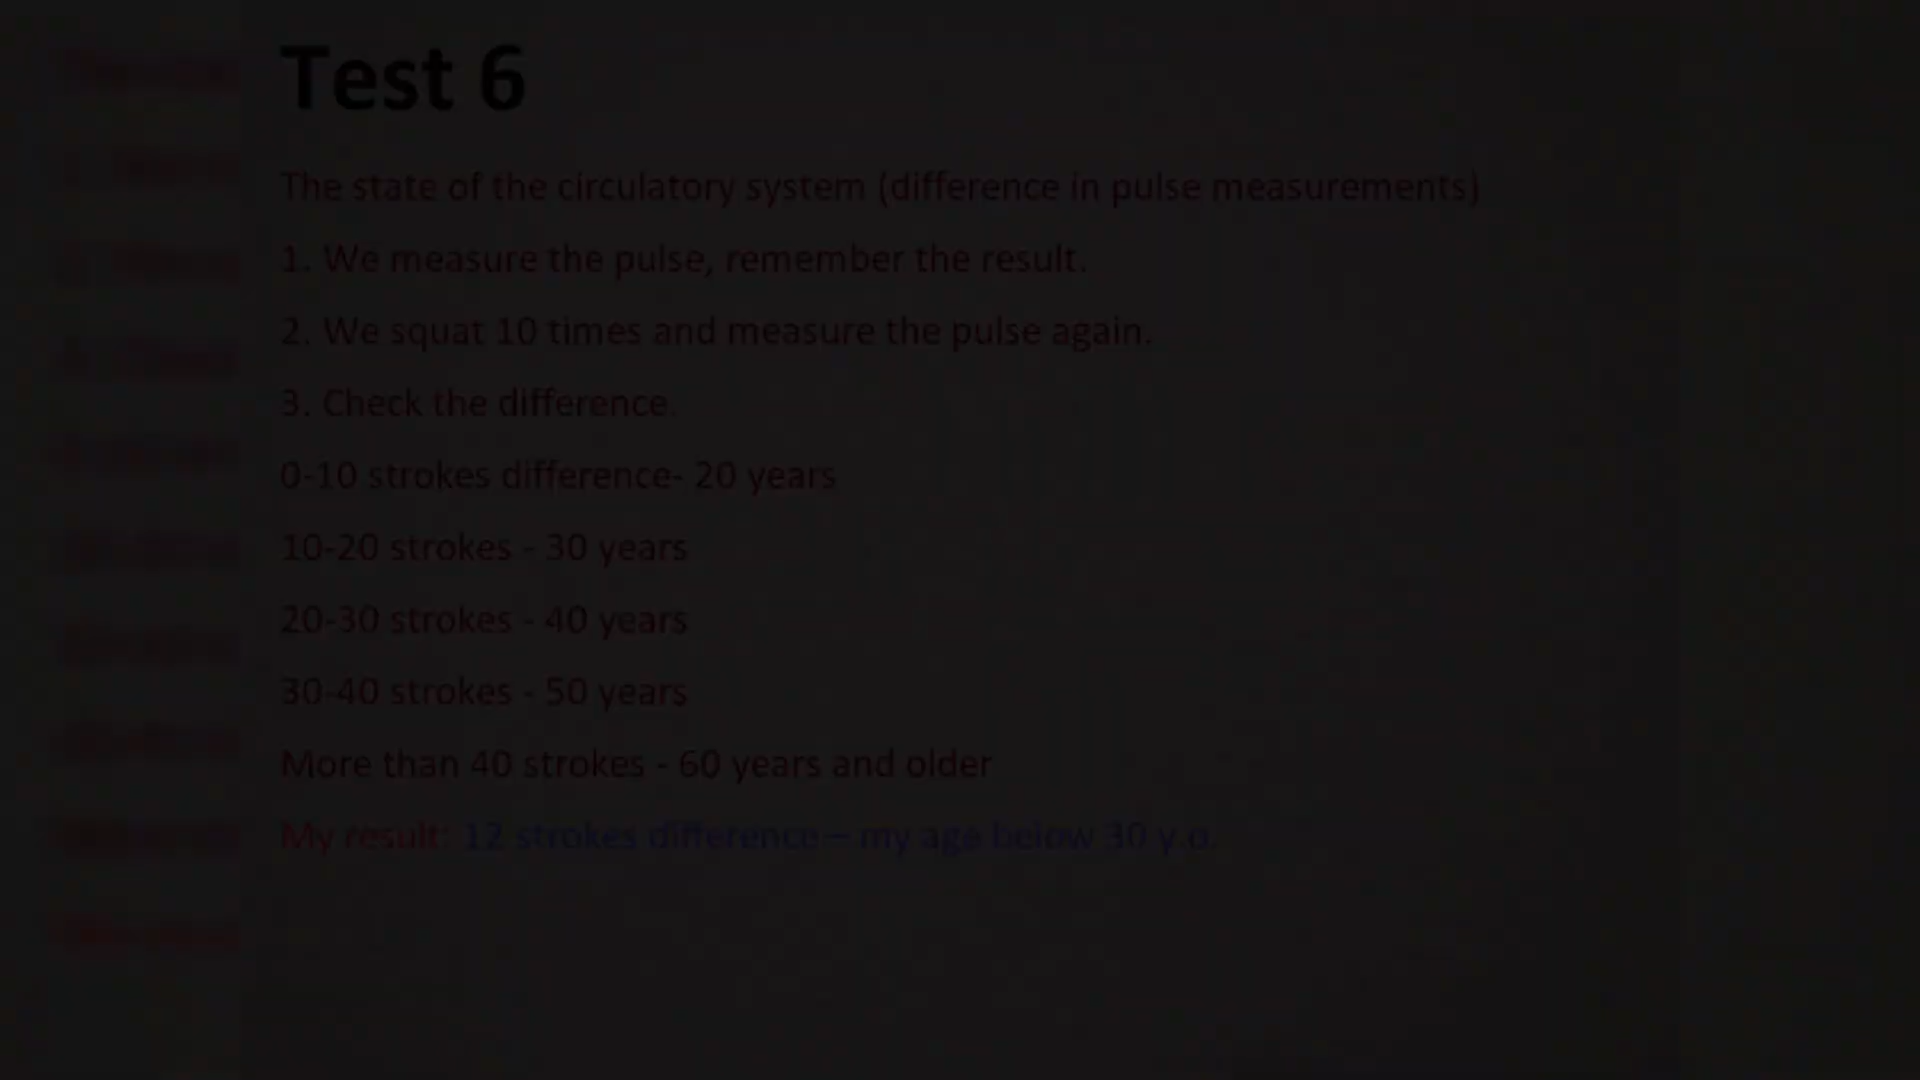 Test 6
The state of the circulatory system (difference in pulse measurements)
1. We measure the pulse, remember the result.
2. We squat 10 times and measure the pulse again.
3. Check the difference.
0-10 strokes difference- 20 years
10-20 strokes - 30 years
20-30 strokes - 40 years
30-40 strokes - 50 years
More than 40 strokes - 60 years and older
My result: 12 strokes difference – my age below 30 y.o.